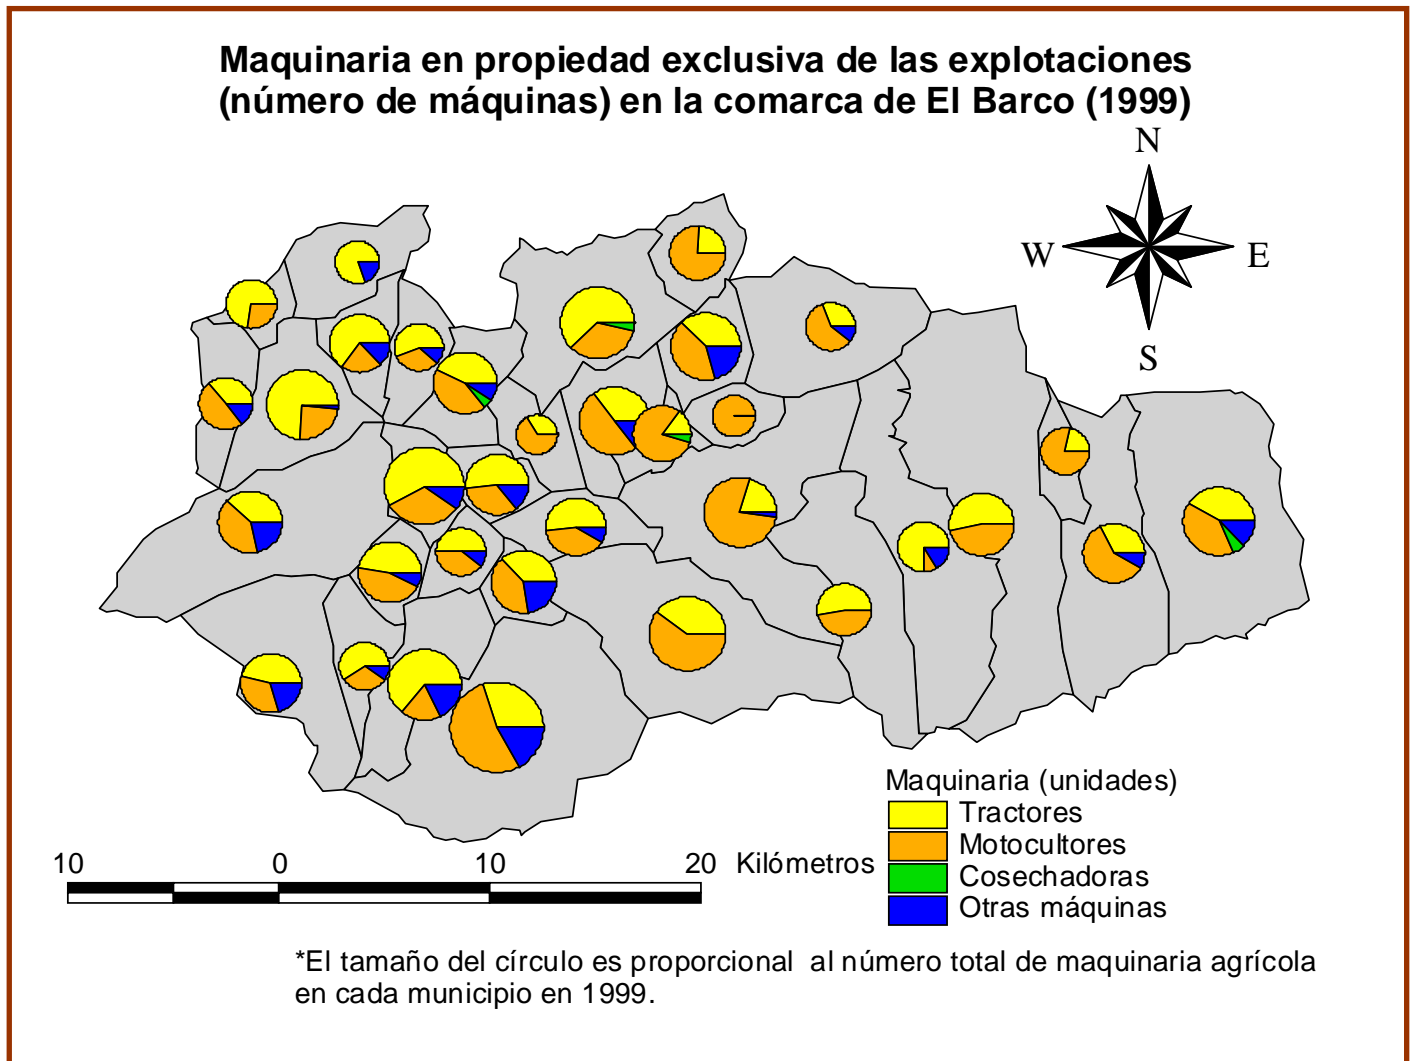 Maquinaria en propiedad exclusiva de las explotaciones
(número de máquinas) en la comarca de El Barco (1999)
N
W
E
S
Maquinaria (unidades)
Tractores
Motocultores
Cosechadoras
Otras máquinas
10 0 10 20 Kilómetros
*El tamaño del círculo es proporcional al número total de maquinaria agrícola
en cada municipio en 1999.